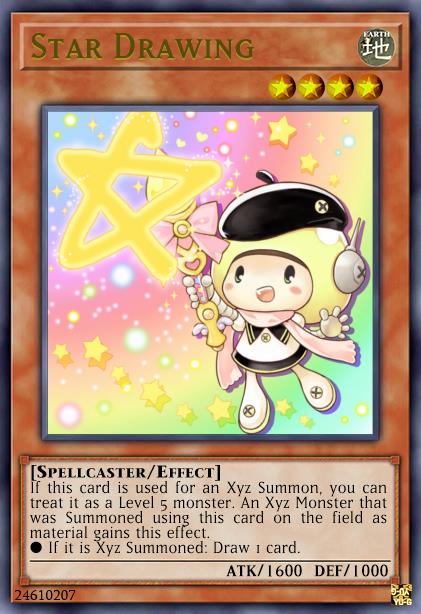 Star Drawing
EARTH
地
[Spellcaster/Effect]
If this card is used for an Xyz Summon, you can
treat it as a Level 5 monster. An Xyz Monster that
was Summoned using this card on the field as
material gains this effect.
● If it is Xyz Summoned: Draw 1 card.
ATK/1600 DEF/1000
24610207